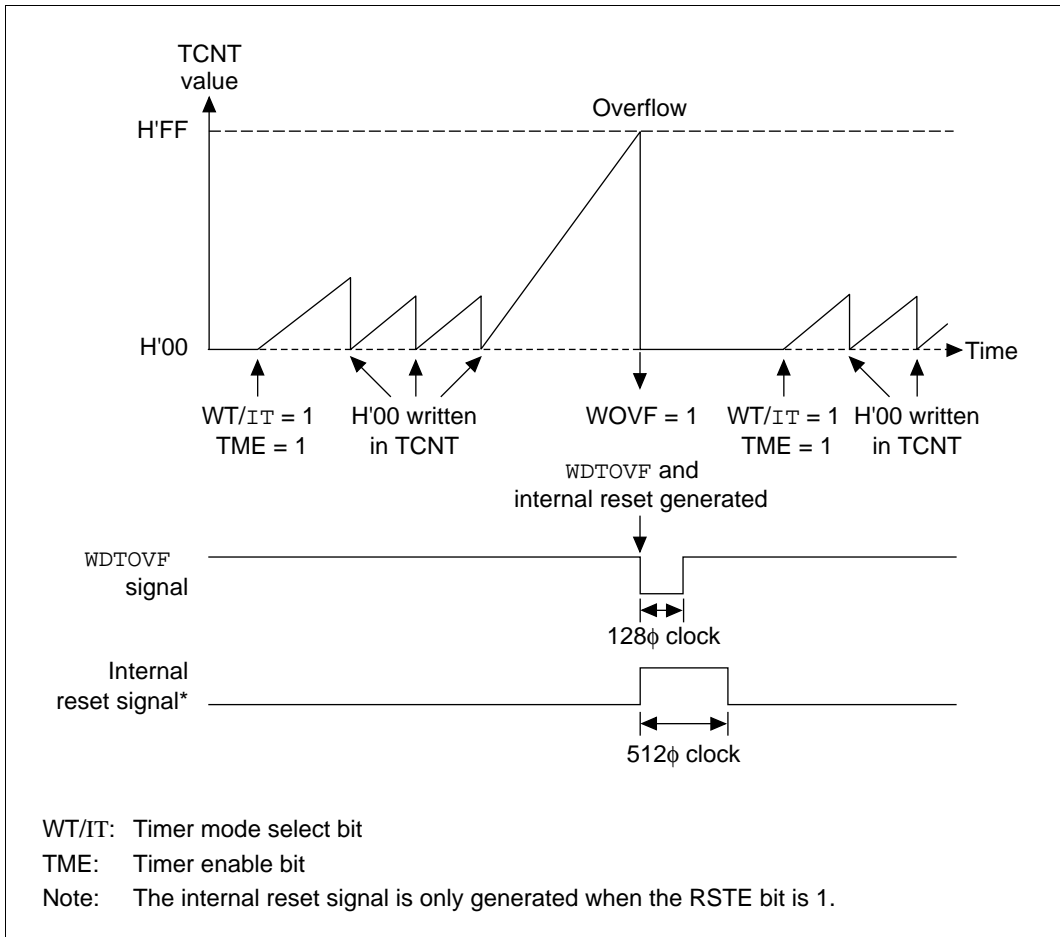 TCNT
value
H'FF
Overflow
H'00
Time
WT/IT = 1
TME = 1
H'00 written
in TCNT
WOVF = 1
WT/IT = 1
TME = 1
H'00 written
in TCNT
WDTOVF and
internal reset generated
WDTOVF
signal
128ϕ clock
Internal
reset signal*
512ϕ clock
WT/IT: Timer mode select bit
TME: Timer enable bit
Note: The internal reset signal is only generated when the RSTE bit is 1.